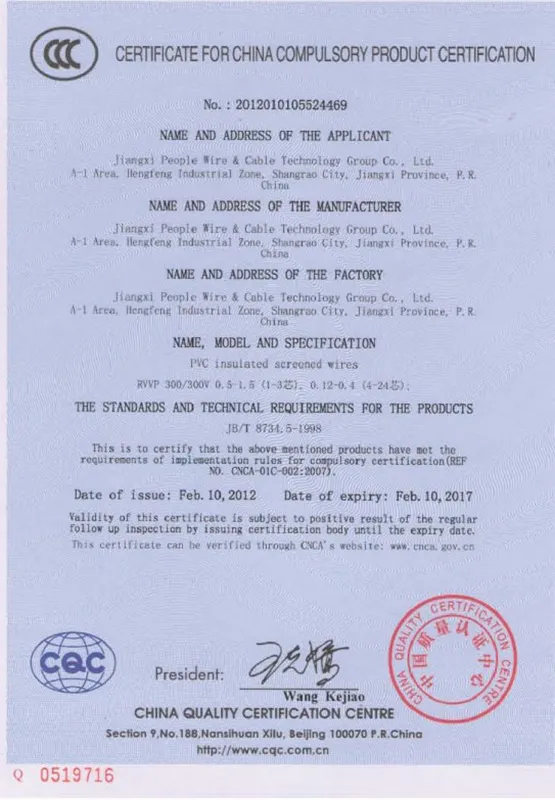 CCC
CERTIFICATE FOR CHINA COMPULSORY PRODUCT CERTIFICATION
No. : 2012010105524469
NAME AND ADDRESS OF THE APPLICANT
Jiangxi People Wire & Cable Technology Group Co., Ltd.
A-1 Area, Hengfeng Industrial Zone, Shangrao City, Jiangxi Province, P.R.
China
NAME AND ADDRESS OF THE MANUFACTURER
Jiangxi People Wire & Cable Technology Group Co., Ltd.
A-1 Area, Hengfeng Industrial Zone, Shangrao City, Jiangxi Province, P.R.
China
NAME AND ADDRESS OF THE FACTORY
Jiangxi People Wire & Cable Technology Group Co., Ltd.
A-1 Area, Hengfeng Industrial Zone, Shangrao City, Jiangxi Province, P.R.
China
NAME, MODEL AND SPECIFICATION
PVC insulated screened wires
RVVP 300/300V 0.5-1.5 (1-3芯); 0.12-0.4 (4-24芯);
THE STANDARDS AND TECHNICAL REQUIREMENTS FOR THE PRODUCTS
JB/T 8734.5-1998
This is to certify that the above mentioned products have met the
requirements of implementation rules for compulsory certification(REF
NO. CNCA-01C-002:2007).
Date of issue: Feb. 10, 2012 Date of expiry: Feb. 10, 2017
Validity of this certificate is subject to positive result of the regular
follow up inspection by issuing certification body until the expiry date.
This certificate can be verified through CNCA's website: www.cnca.gov.cn
CHINA QUALITY CERTIFICATION CENTRE
中国质量认证中心
CQC
President:
Wang Kejiao
CHINA QUALITY CERTIFICATION CENTRE
Section 9,No.188,Nansihuan Xilu, Beijing 100070 P.R.China
http://www.cqc.com.cn
Q 0519716